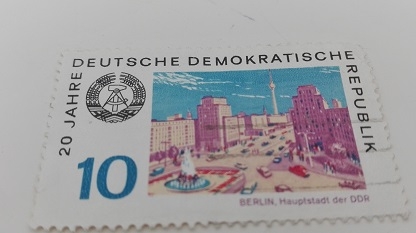 20 JAHRE DEUTSCHE DEMOKRATISCHE REPUBLIK
10
BERLIN, Hauptstadt der DDR